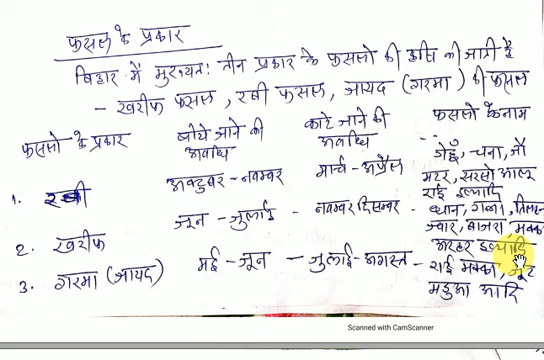 फसल के प्रकार
बिहार में मुख्यतः तीन प्रकार के फसलो की कृषि की जाती है
- खरीफ फसल, रबी फसल, जायद (गरमा) की फसल
फसलो के प्रकार बोये जाने की अवधि काटे जाने की अवधि फसलो के नाम
1. रबी अक्टुबर - नवम्बर मार्च - अप्रैल गेहूँ, चना, जौ
मटर, सरसो आलू
राई इत्यादि
2. खरीफ जून - जुलाई - नवम्बर दिसम्बर - धान, गन्ना, तिलहन
ज्वार, बाजरा, मक्का
अरहर इत्यादि
3. गरमा (जायद) मई - जून - जुलाई - अगस्त - राई मक्का, जूट
मडुआ आदि
Scanned with CamScanner